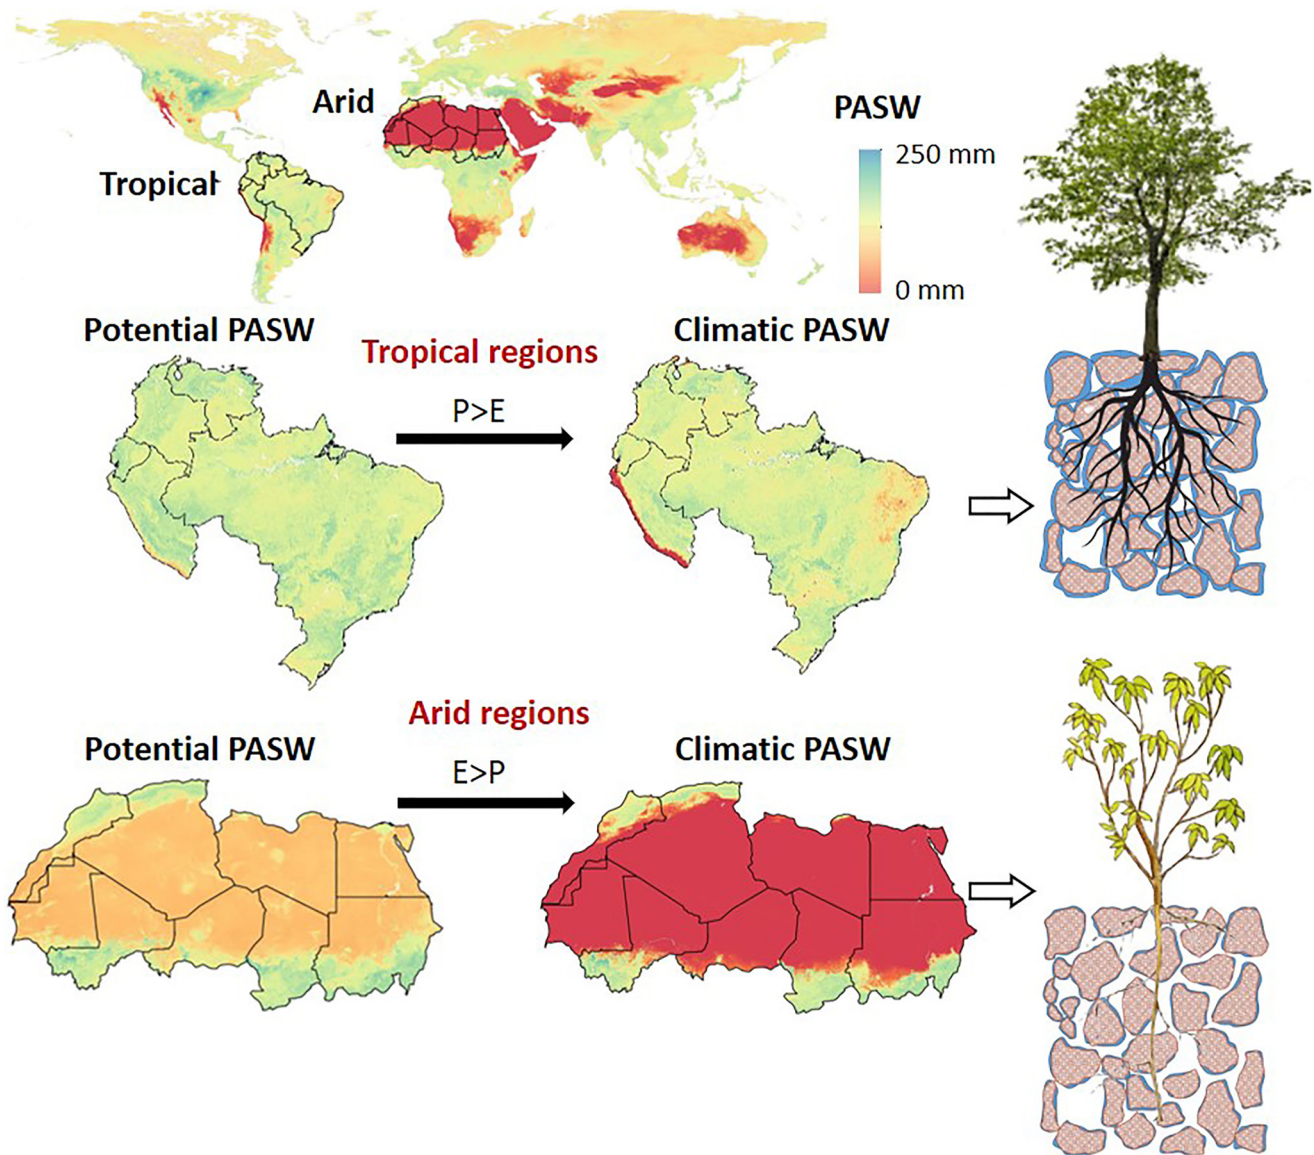 Arid
PASW
250 mm
Tropical
0 mm
Potential PASW
Climatic PASW
Tropical regions
P>E
Arid regions
Potential PASW
Climatic PASW
E>P